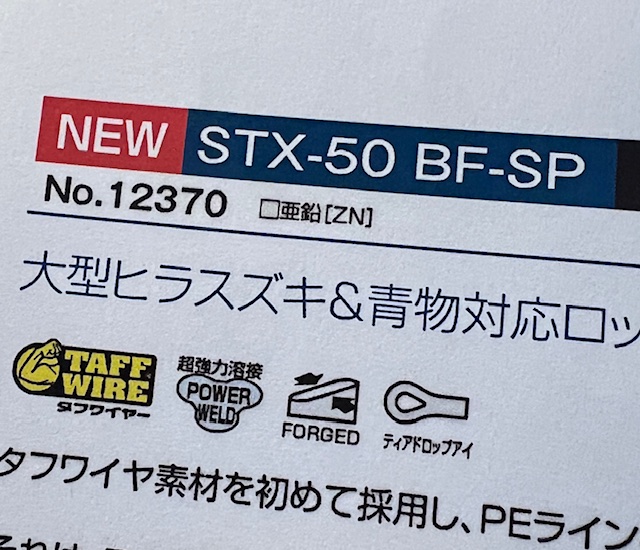 NEW STX-50 BF-SP
No.12370 □亜鉛[ZN]
大型ヒラスズキ&青物対応ロッ
TAFF WIRE
タフワイヤー
超強力溶接
POWER WELD
FORGED
ティアドロップアイ
タフワイヤ素材を初めて採用し、PEライン